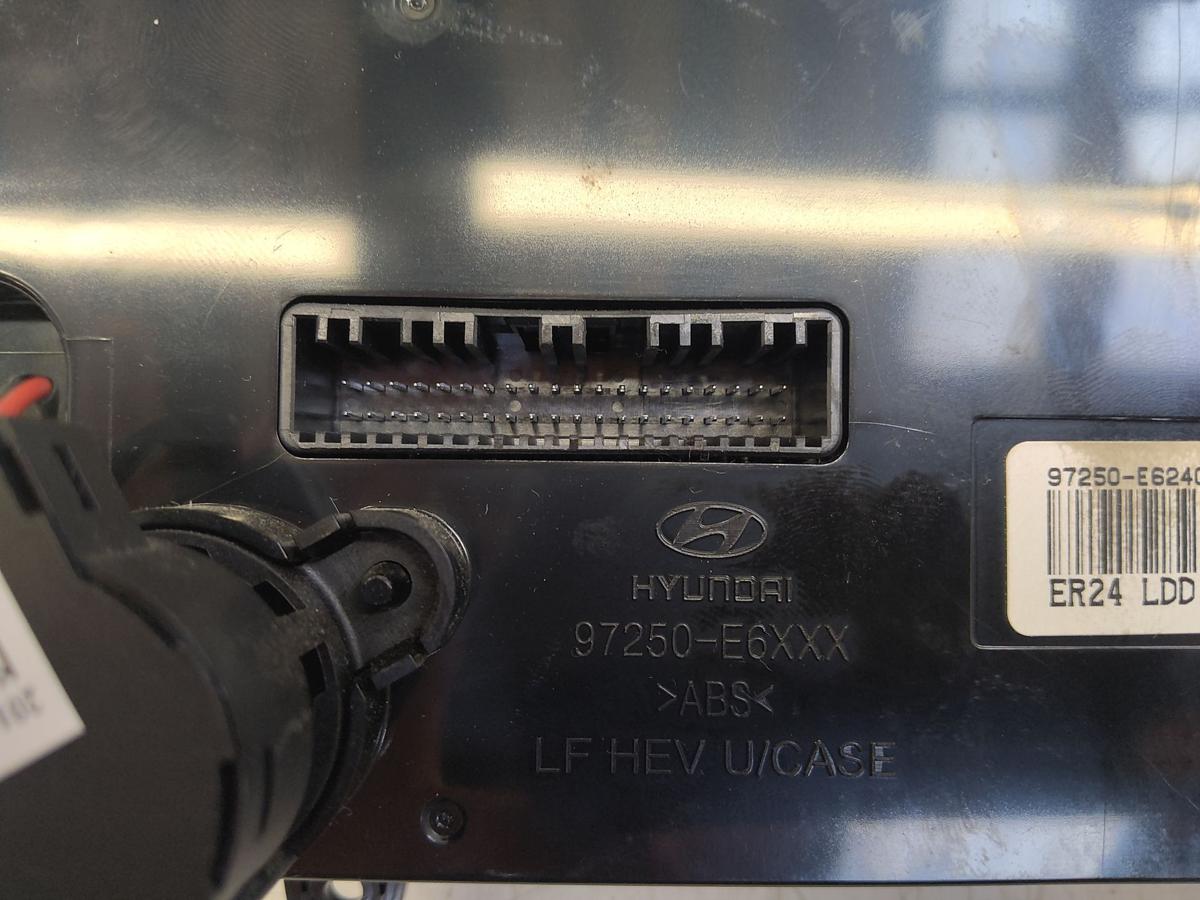 HYUNDAI
97250-E6XXX
>ABS<
LF HEV U/CASE
97250-E6240
ER24 LDD